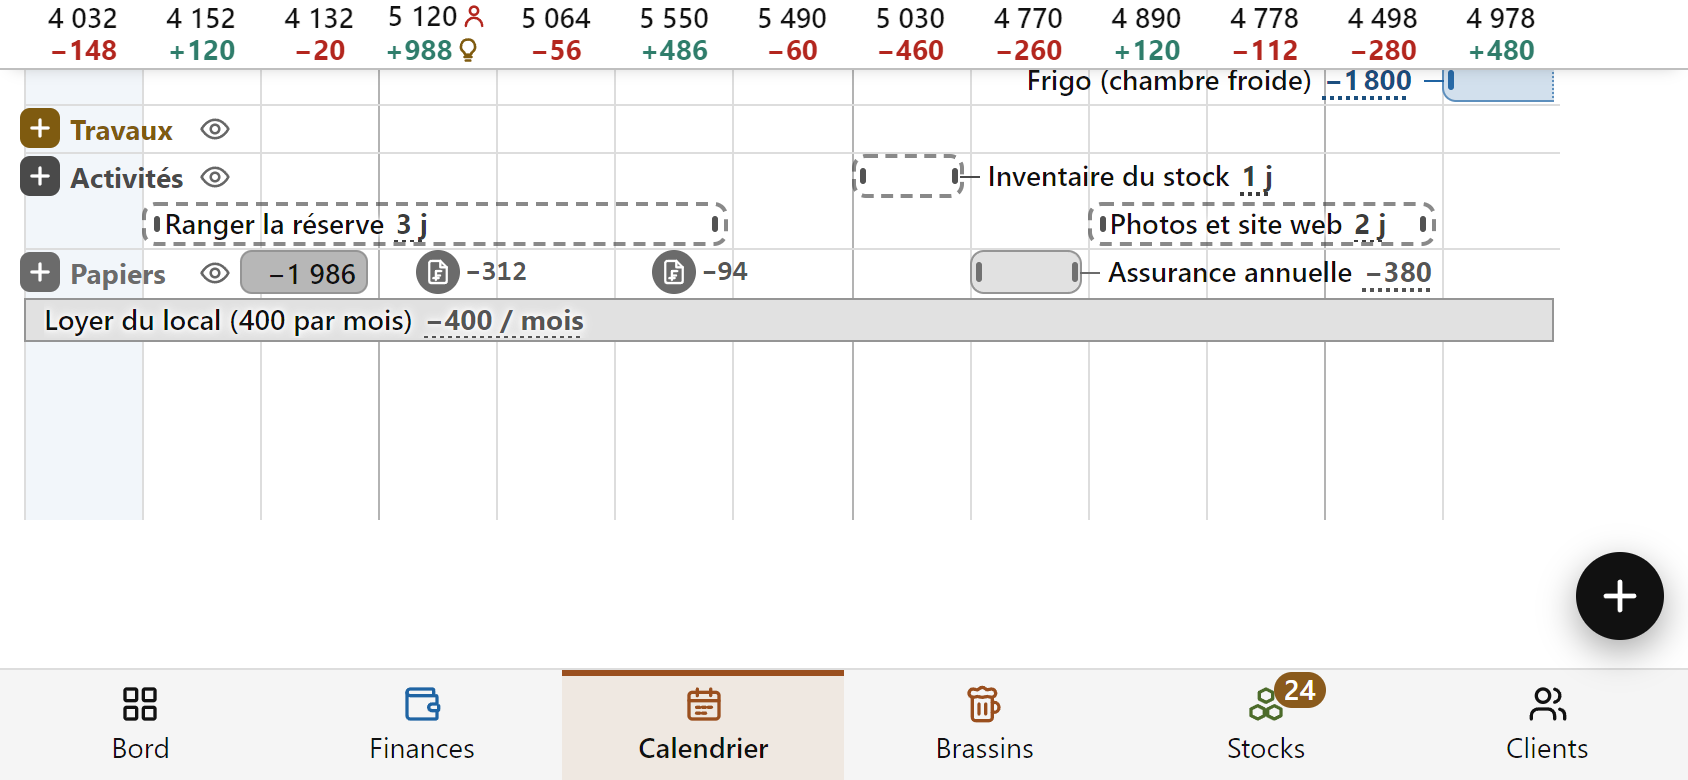 4 032 4 152 4 132 5 120 5 064 5 550 5 490 5 030 4 770 4 890 4 778 4 498 4 978
−148 +120 −20 +988 −56 +486 −60 −460 −260 +120 −112 −280 +480
Frigo (chambre froide) −1 800
Travaux
Activités Inventaire du stock 1 j
Ranger la réserve 3 j Photos et site web 2 j
Papiers −1 986 −312 −94 Assurance annuelle −380
Loyer du local (400 par mois) −400 / mois
24
Bord Finances Calendrier Brassins Stocks Clients